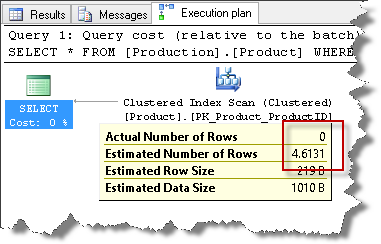 Results Messages Execution plan
Query 1: Query cost (relative to the batch)
SELECT * FROM [Production].[Product] WHERE
SELECT
Cost: 0 %
Clustered Index Scan (Clustered)
[Product].[PK_Product_ProductID]
Actual Number of Rows 0
Estimated Number of Rows 4.6131
Estimated Row Size 219 B
Estimated Data Size 1010 B